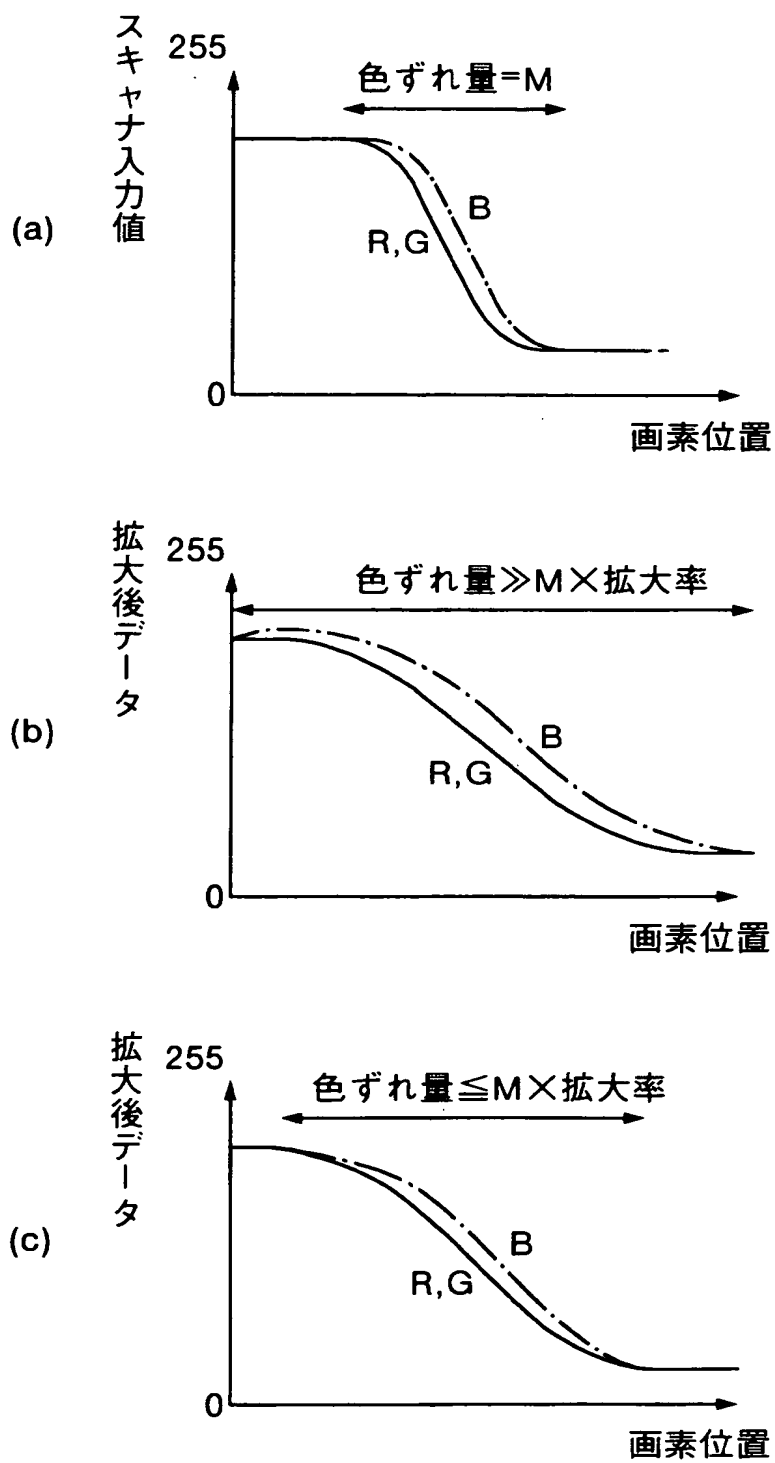 (a)
スキャナ入力値
255
色ずれ量=M
B
R,G
0
画素位置
(b)
拡大後データ
255
色ずれ量≫M×拡大率
B
R,G
0
画素位置
(c)
拡大後データ
255
色ずれ量≦M×拡大率
B
R,G
0
画素位置